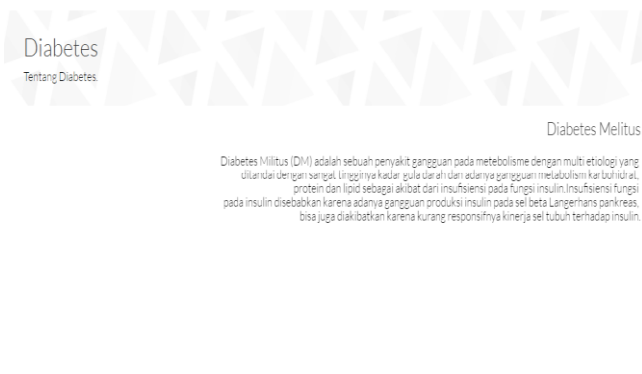 Diabetes
Tentang Diabetes.
Diabetes Melitus
Diabetes Militus (DM) adalah sebuah penyakit gangguan pada metebolisme dengan multi etiologi yang
ditandai dengan sangat tingginya kadar gula darah dan adanya gangguan metabolism karbohidrat,
protein dan lipid sebagai akibat dari insufisiensi pada fungsi insulin.Insufisiensi fungsi
pada insulin disebabkan karena adanya gangguan produksi insulin pada sel beta Langerhans pankreas,
bisa juga diakibatkan karena kurang responsifnya kinerja sel tubuh terhadap insulin.